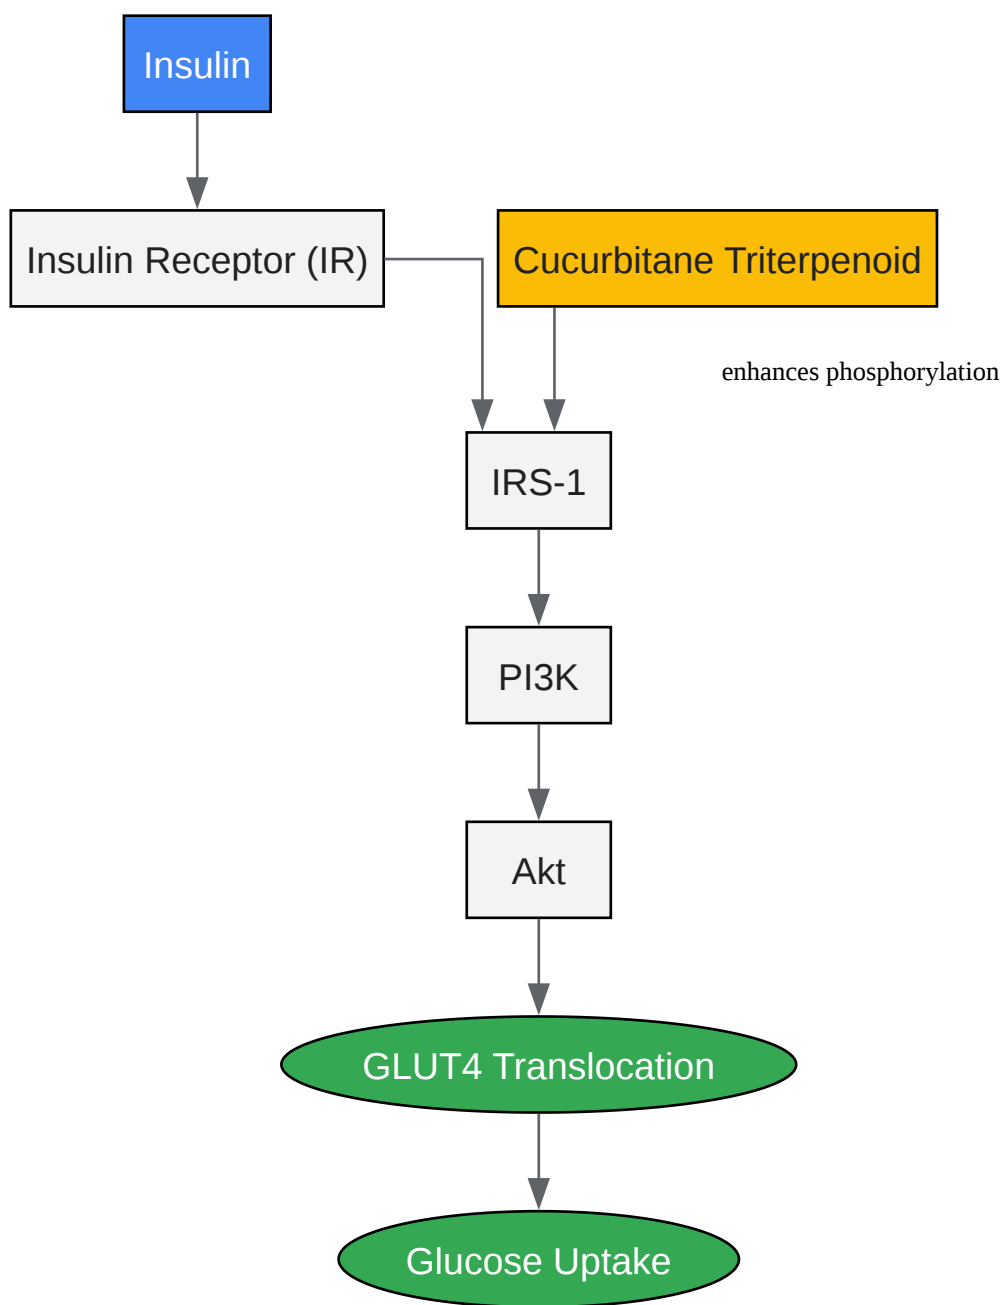 Insulin
Insulin Receptor (IR)
Cucurbitane Triterpenoid
enhances phosphorylation
IRS-1
PI3K
Akt
GLUT4 Translocation
Glucose Uptake